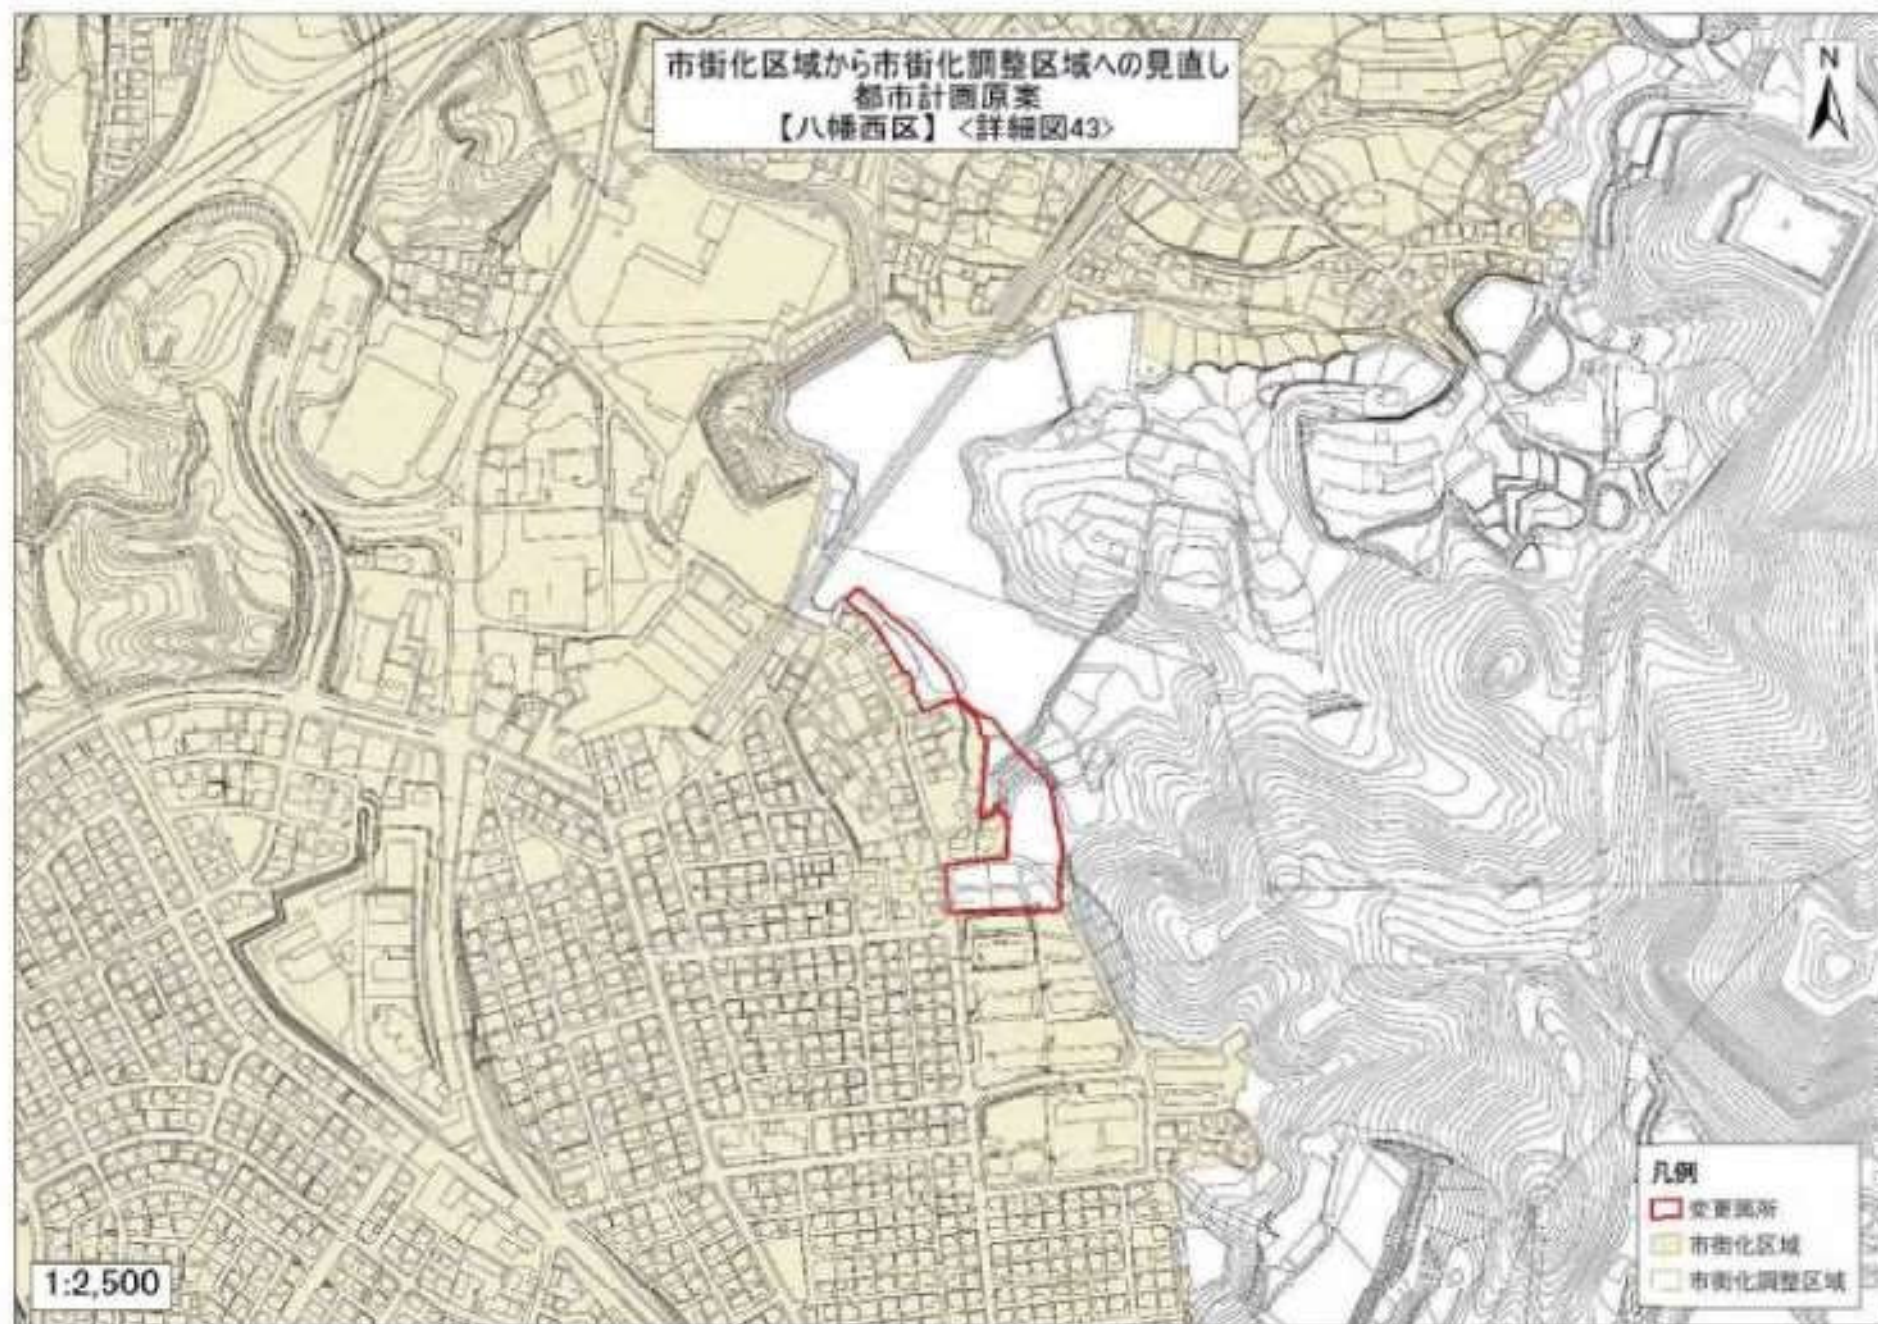 市街化区域から市街化調整区域への見直し
都市計画原案
【八幡西区】<詳細図43>
N
凡例
変更箇所
市街化区域
市街化調整区域
1:2,500